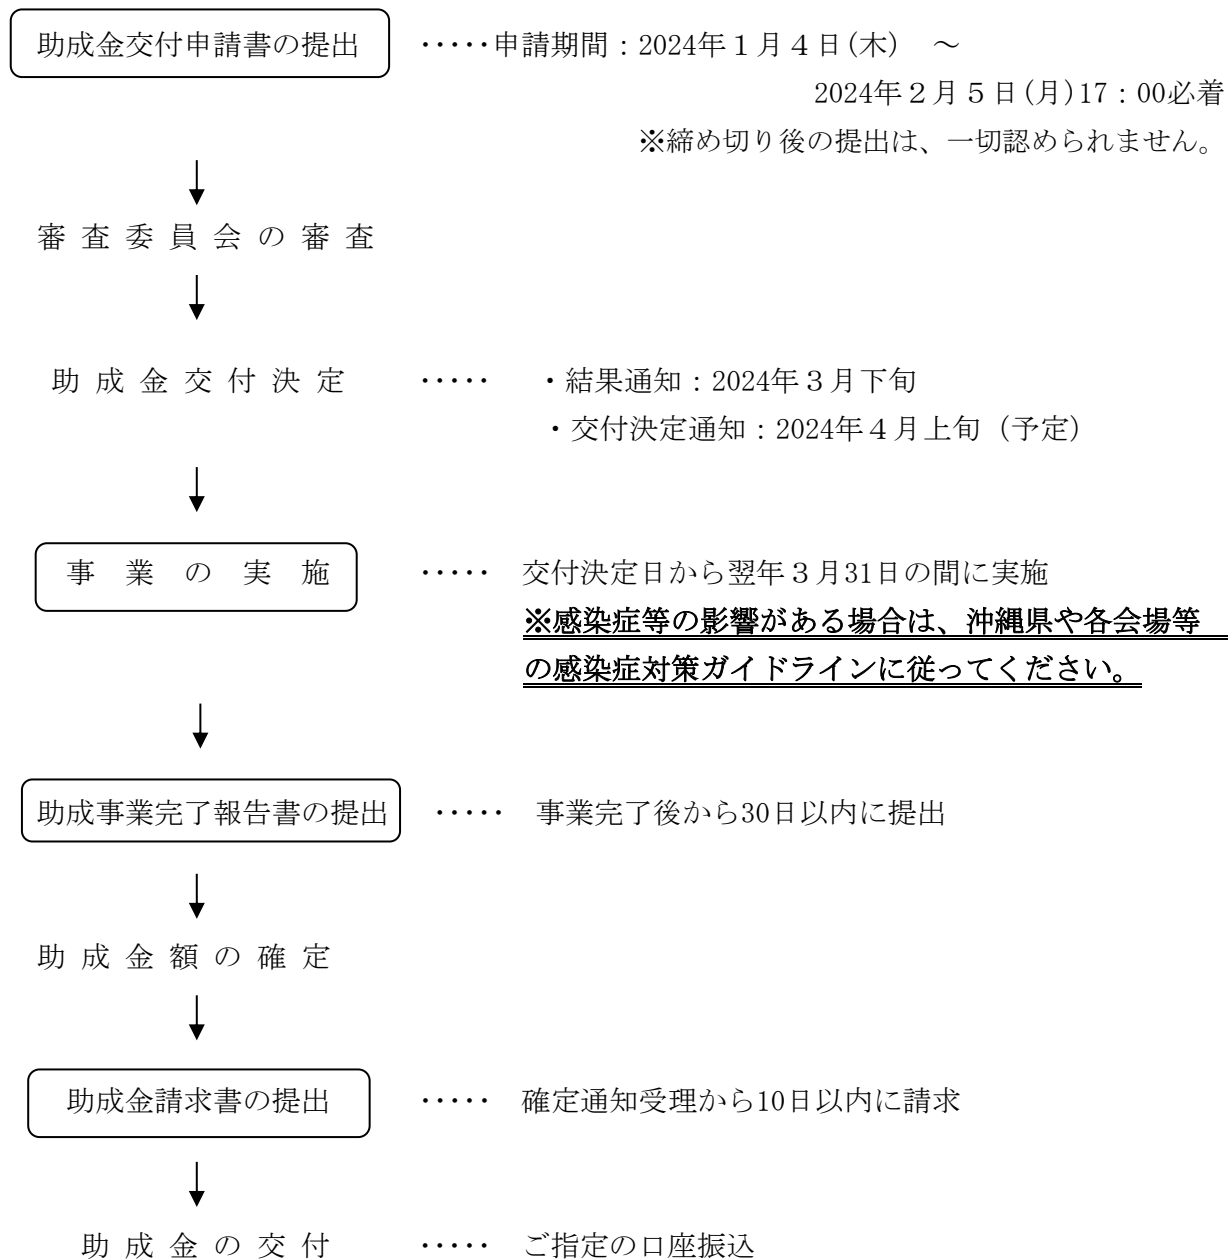 助成金交付申請書の提出 ・・・・・申請期間：2024年１月４日(木) ～
2024年２月５日(月)17：00必着
※締め切り後の提出は、一切認められません。
審査委員会の審査
助成金交付決定 ・・・・・ ・結果通知：2024年３月下旬
・交付決定通知：2024年４月上旬（予定）
事業の実施 ・・・・・ 交付決定日から翌年３月31日の間に実施
※感染症等の影響がある場合は、沖縄県や各会場等
の感染症対策ガイドラインに従ってください。
助成事業完了報告書の提出 ・・・・・ 事業完了後から30日以内に提出
助成金額の確定
助成金請求書の提出 ・・・・・ 確定通知受理から10日以内に請求
助成金の交付 ・・・・・ ご指定の口座振込